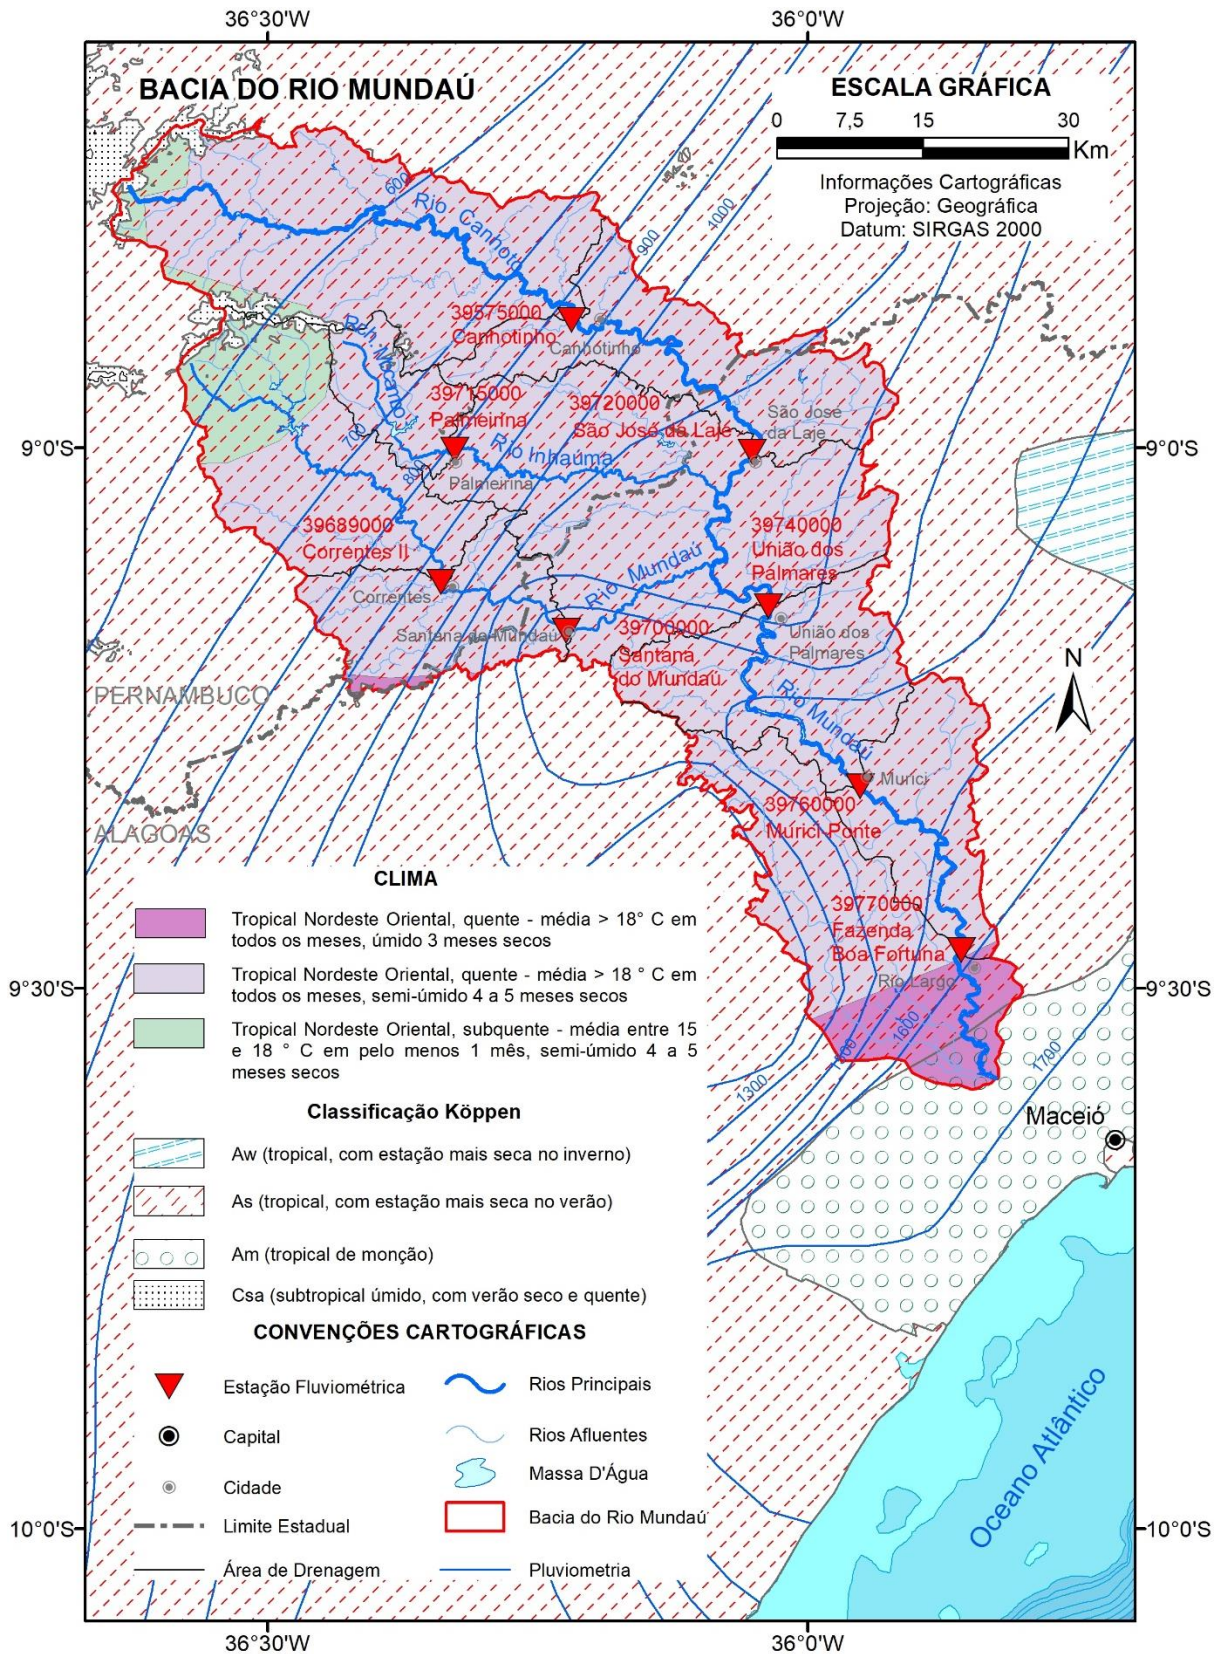 36°30'W
36°0'W
BACIA DO RIO MUNDAÚ
ESCALA GRÁFICA
0 7,5 15 30
Km
Informações Cartográficas
Projeção: Geográfica
Datum: SIRGAS 2000
600
Rio Canhoto
900
1000
39575000
Canhotinho
Canhotinho
Rch. Mocambo
39715000
Palmeirina
39720000
São José da Laje
São José
da Laje
9°0'S
9°0'S
700
800
Rio Inhaúma
Palmeirina
39689000
Correntes II
39740000
União dos
Palmares
Rio Mundaú
Correntes
Santana do Mundaú
39700000
Santana
do Mundaú
União dos
Palmares
N
PERNAMBUCO
Rio Mundaú
Murici
39760000
Murici-Ponte
ALAGOAS
39770000
Fazenda
Boa Fortuna
Rio Largo
9°30'S
9°30'S
1600
1300
1700
Maceió
CLIMA
Tropical Nordeste Oriental, quente - média > 18° C em
todos os meses, úmido 3 meses secos
Tropical Nordeste Oriental, quente - média > 18 ° C em
todos os meses, semi-úmido 4 a 5 meses secos
Tropical Nordeste Oriental, subquente - média entre 15
e 18 ° C em pelo menos 1 mês, semi-úmido 4 a 5
meses secos
Classificação Köppen
Aw (tropical, com estação mais seca no inverno)
As (tropical, com estação mais seca no verão)
Am (tropical de monção)
Csa (subtropical úmido, com verão seco e quente)
CONVENÇÕES CARTOGRÁFICAS
Estação Fluviométrica
Rios Principais
Capital
Rios Afluentes
Cidade
Massa D'Água
Limite Estadual
Bacia do Rio Mundaú
Área de Drenagem
Pluviometria
Oceano Atlântico
10°0'S
10°0'S
36°30'W
36°0'W